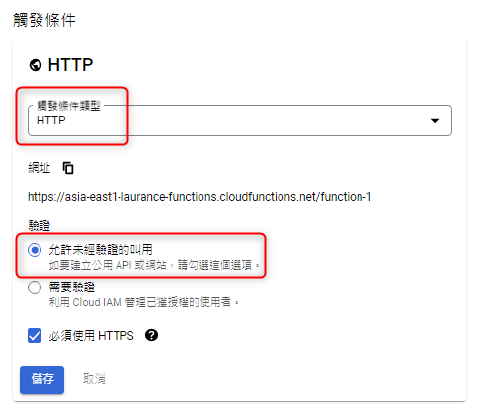 觸發條件
HTTP
觸發條件類型
HTTP
網址
https://asia-east1-laurance-functions.cloudfunctions.net/function-1
驗證
允許未經驗證的叫用
如要建立公用 API 或網站，請勾選這個選項。
需要驗證
利用 Cloud IAM 管理已獲授權的使用者。
必須使用 HTTPS
儲存 取消